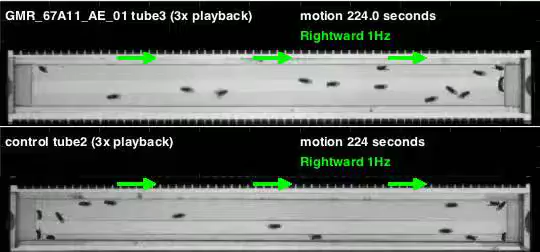 GMR_67A11_AE_01 tube3 (3x playback)
motion 224.0 seconds
Rightward 1Hz
control tube2 (3x playback)
motion 224 seconds
Rightward 1Hz